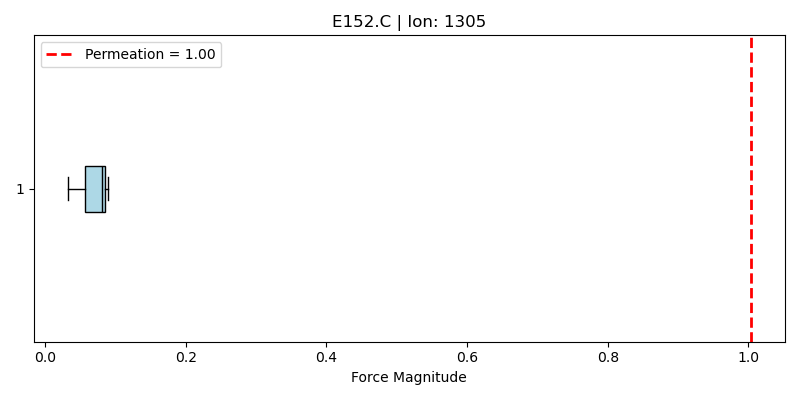 E152.C | Ion: 1305
Permeation = 1.00
1
0.0 0.2 0.4 0.6 0.8 1.0
Force Magnitude